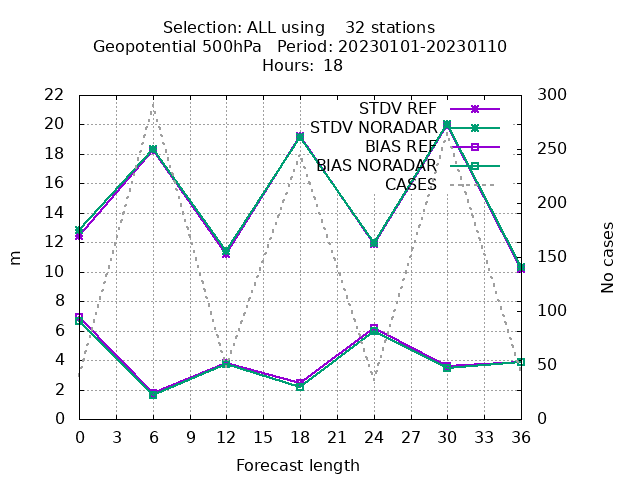 Selection: ALL using    32 stations
Geopotential 500hPa   Period: 20230101-20230110
Hours: 18
STDV REF
STDV NORADAR
BIAS REF
BIAS NORADAR
CASES
22
20
18
16
14
12
10
8
6
4
2
0
m
300
250
200
150
100
50
0
No cases
0 3 6 9 12 15 18 21 24 27 30 33 36
Forecast length